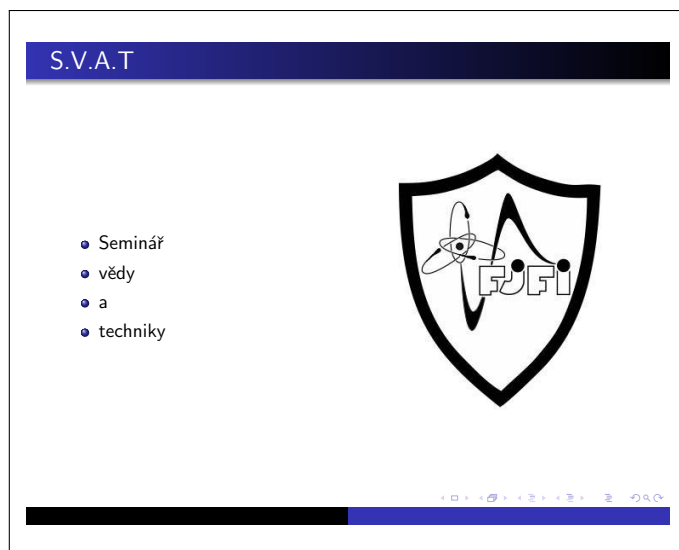 S.V.A.T
Seminář
vědy
a
techniky
FJFI